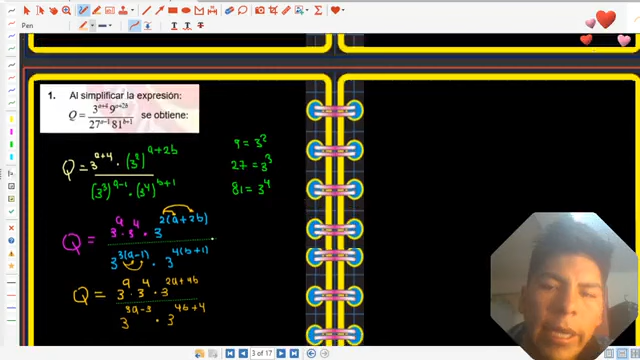 Pen
1. Al simplificar la expresión:
Q = 3^{a+4} 9^{a+2b} / 27^{a-1} 81^{b+1} se obtiene:
9 = 3^2
27 = 3^3
81 = 3^4
Q = 3^{a+4} · (3^2)^{a+2b} / (3^3)^{a-1} · (3^4)^{b+1}
Q = 3^a · 3^4 · 3^{2(a+2b)} / 3^{3(a-1)} · 3^{4(b+1)}
Q = 3^a · 3^4 · 3^{2a+4b} / 3^{3a-3} · 3^{4b+4}
3 of 17